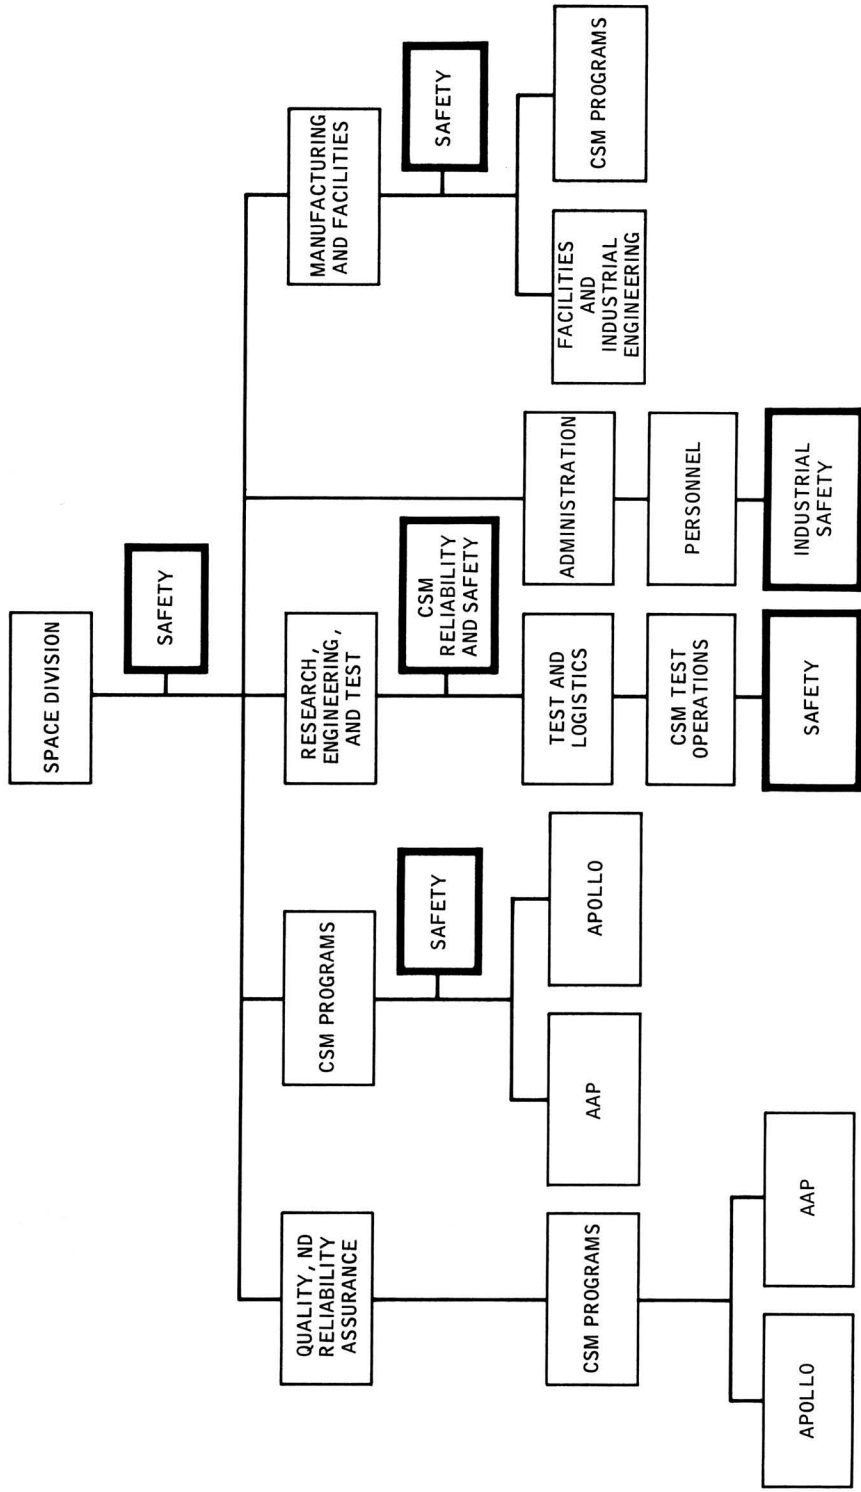 SPACE DIVISION
SAFETY
QUALITY, ND
RELIABILITY
ASSURANCE
CSM PROGRAMS
RESEARCH,
ENGINEERING,
AND TEST
MANUFACTURING
AND FACILITIES
SAFETY
CSM
RELIABILITY
AND SAFETY
SAFETY
CSM PROGRAMS
AAP
APOLLO
TEST AND
LOGISTICS
ADMINISTRATION
FACILITIES
AND
INDUSTRIAL
ENGINEERING
CSM PROGRAMS
CSM TEST
OPERATIONS
PERSONNEL
APOLLO
AAP
SAFETY
INDUSTRIAL
SAFETY